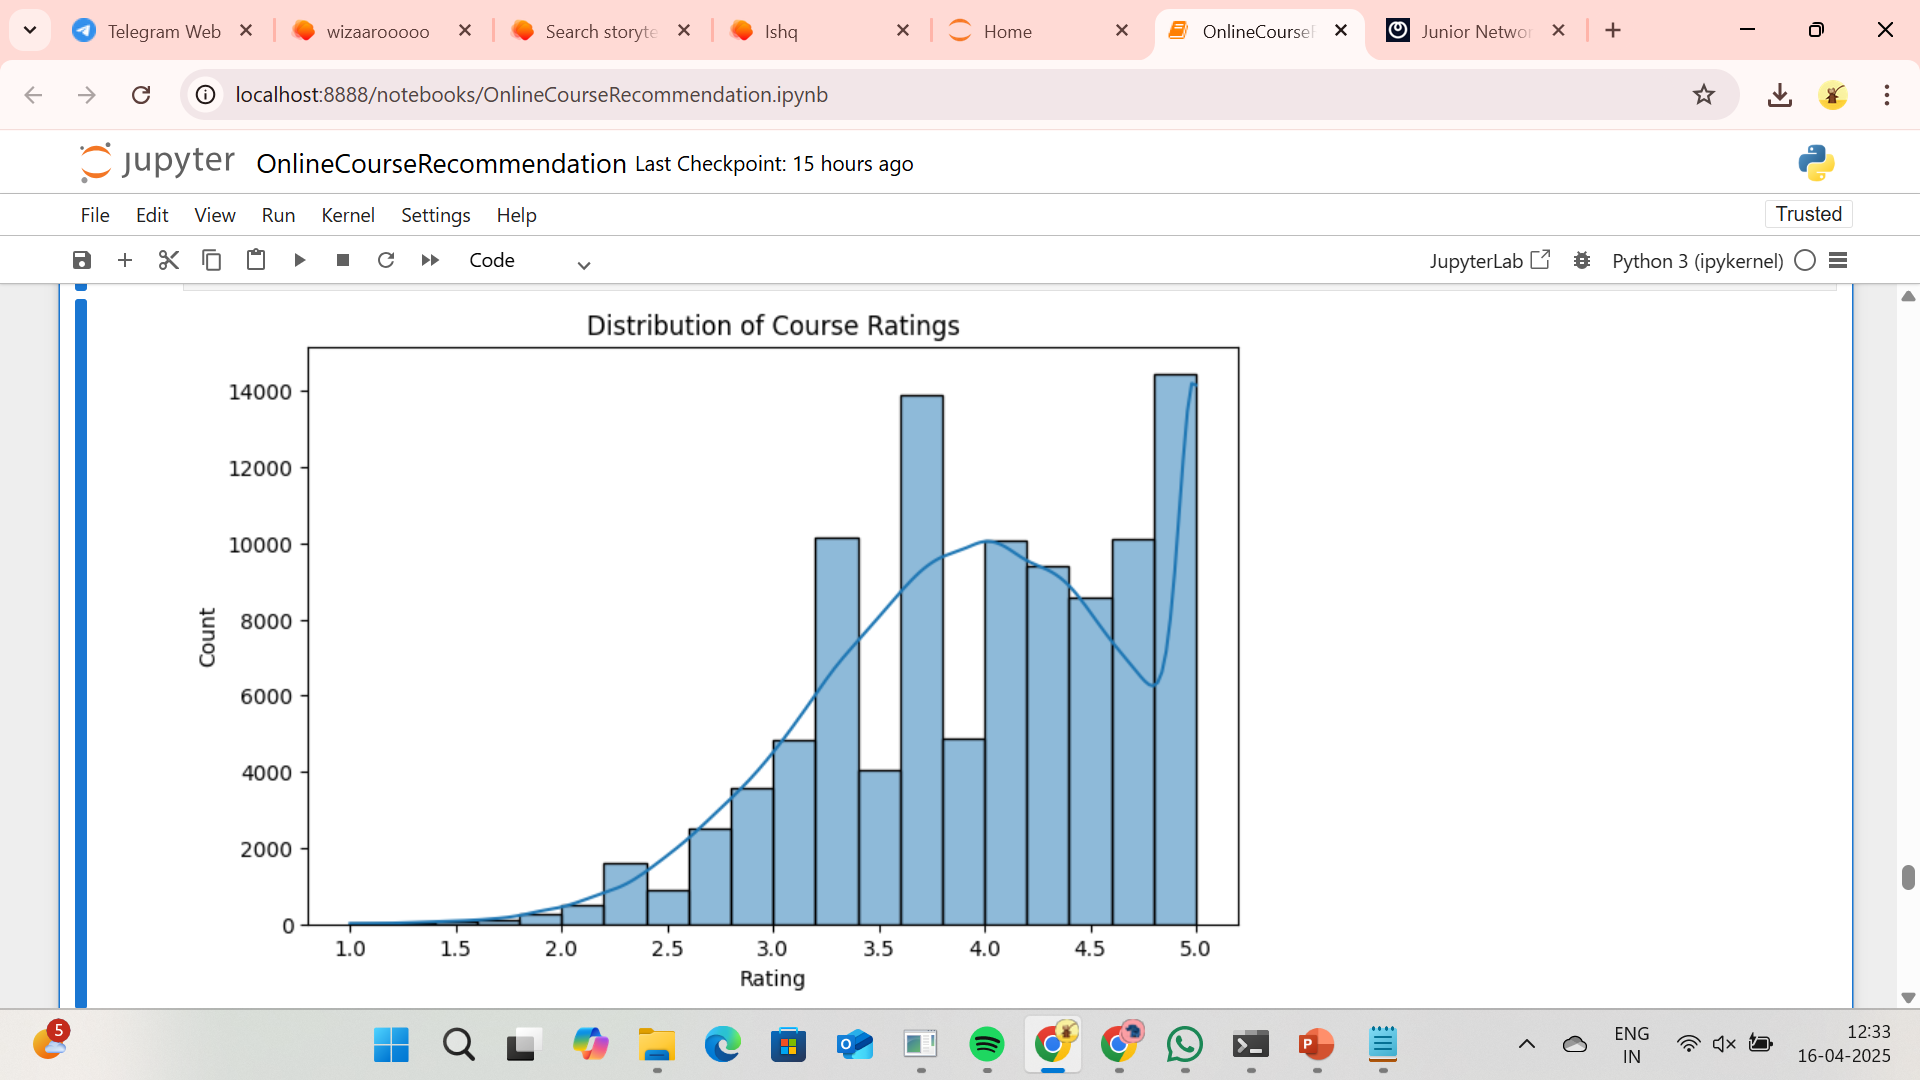 Telegram Web
wizaarooooo
Search storyte
Ishq
Home
OnlineCourseF
Junior Networ
localhost:8888/notebooks/OnlineCourseRecommendation.ipynb
jupyter OnlineCourseRecommendation Last Checkpoint: 15 hours ago
File Edit View Run Kernel Settings Help
Trusted
Code
JupyterLab
Python 3 (ipykernel)
Distribution of Course Ratings
14000
12000
10000
8000
6000
4000
2000
0
Count
1.0 1.5 2.0 2.5 3.0 3.5 4.0 4.5 5.0
Rating
5
ENG
IN
12:33
16-04-2025